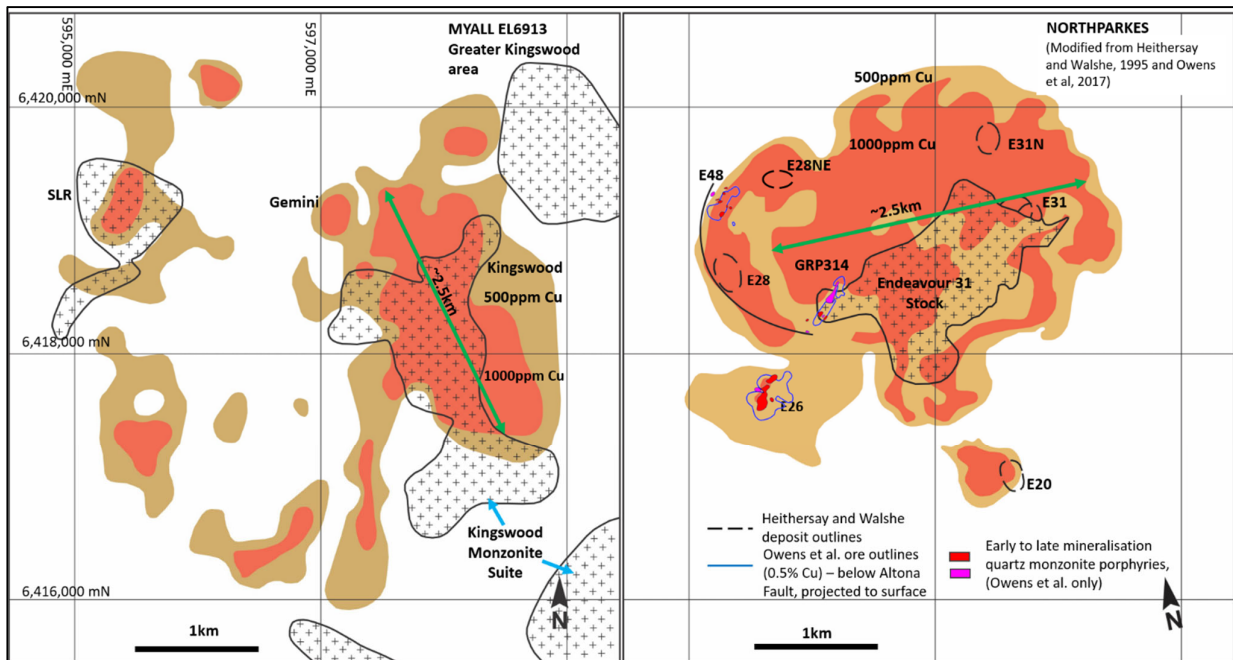 595,000 mE
597,000 mE
MYALL EL6913
Greater Kingswood
area
6,420,000 mN
SLR
Gemini
Kingswood
500ppm Cu
~2.5km
6,418,000 mN
1000ppm Cu
Kingswood
Monzonite
Suite
6,416,000 mN
N
1km
NORTHPARKES
(Modified from Heithersay
and Walshe, 1995 and Owens
et al, 2017)
500ppm Cu
1000ppm Cu
E31N
E28NE
E48
~2.5km
E31
GRP314
E28
Endeavour 31
Stock
E26
E20
Heithersay and Walshe
deposit outlines
Owens et al. ore outlines
(0.5% Cu) – below Altona
Fault, projected to surface
Early to late mineralisation
quartz monzonite porphyries,
(Owens et al. only)
N
1km